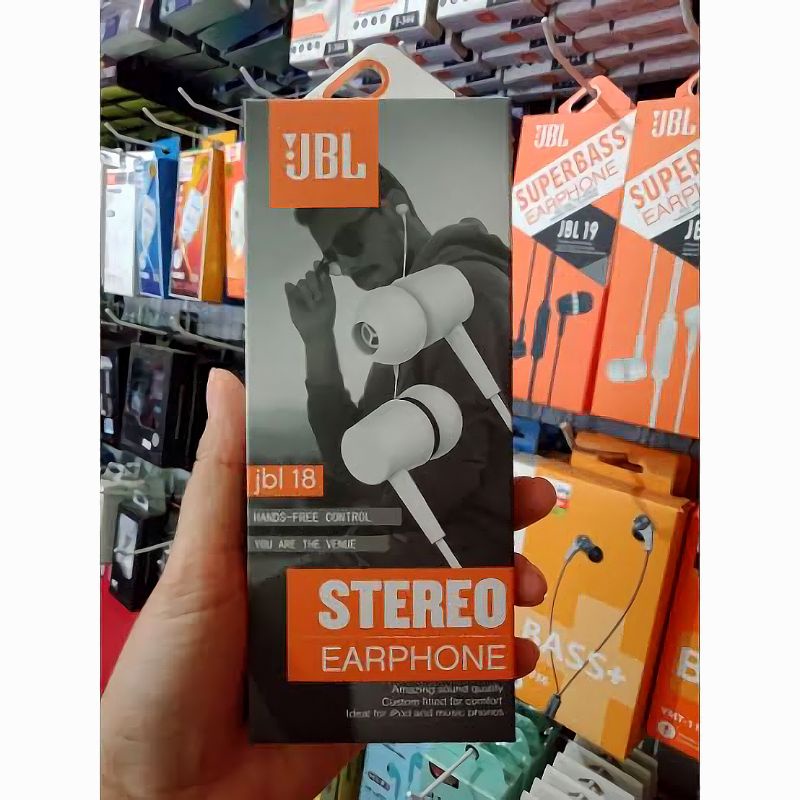 JBL
jbl 18
HANDS-FREE CONTROL
YOU ARE THE VENUE
STEREO
EARPHONE
Amazing sound quality
Custom fitted for comfort
Ideal for iPod and music phones
JBL
SUPERBASS
EARPHONE
JBL 19
JBL
SUPER
EARP
BASS+